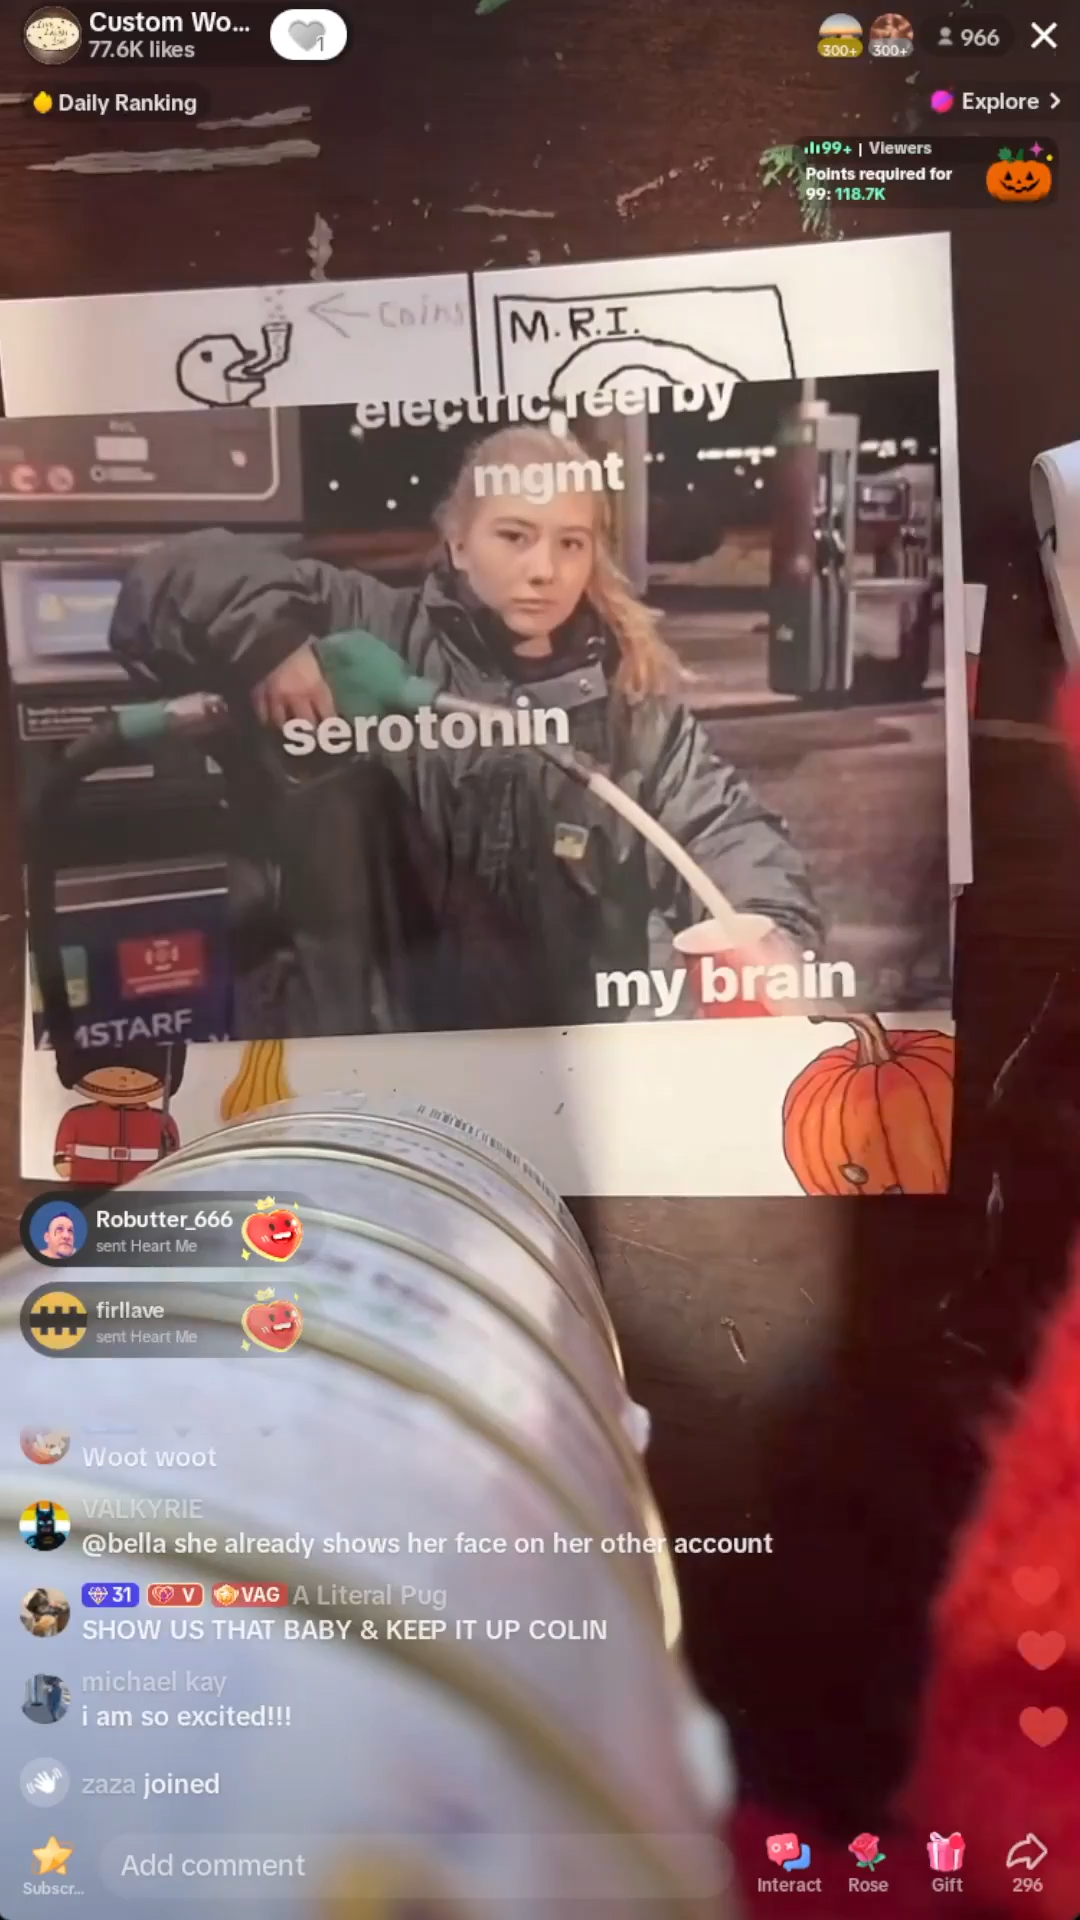 Custom Wo...
77.6K likes
1
300+
300+
966
Daily Ranking
Explore
99+ | Viewers
Points required for
99: 118.7K
coins
M.R.I.
electric feel by
mgmt
serotonin
my brain
Robutter_666
sent Heart Me
firllave
sent Heart Me
Woot woot
VALKYRIE
@bella she already shows her face on her other account
31 V VAG A Literal Pug
SHOW US THAT BABY & KEEP IT UP COLIN
michael kay
i am so excited!!!
zaza joined
Subscr...
Add comment
Interact
Rose
Gift
296